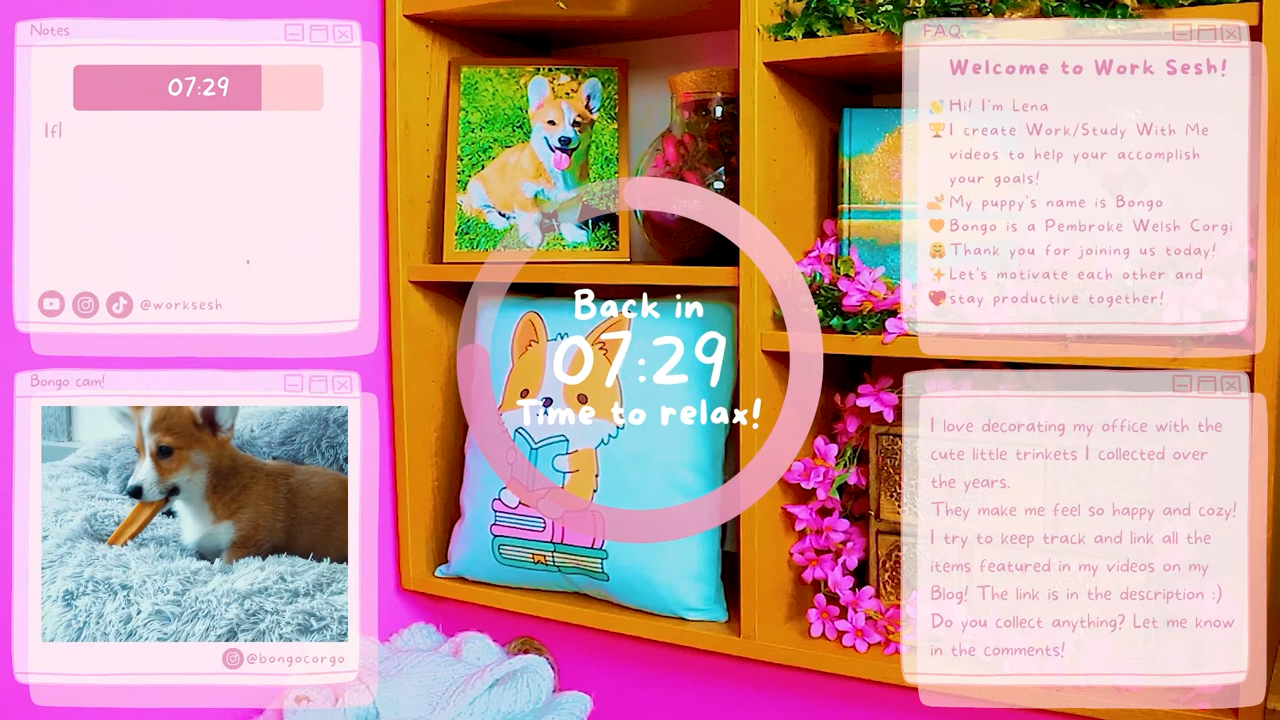 Notes
07:29
If
@worksesh
Bongo cam!
@bongocorgo
Back in
07:29
Time to relax!
FAQ
Welcome to Work Sesh!
Hi! I'm Lena
I create Work/Study With Me
videos to help your accomplish
your goals!
My puppy's name is Bongo
Bongo is a Pembroke Welsh Corgi
Thank you for joining us today!
Let's motivate each other and
stay productive together!
I love decorating my office with the
cute little trinkets I collected over
the years.
They make me feel so happy and cozy!
I try to keep track and link all the
items featured in my videos on my
Blog! The link is in the description :)
Do you collect anything? Let me know
in the comments!